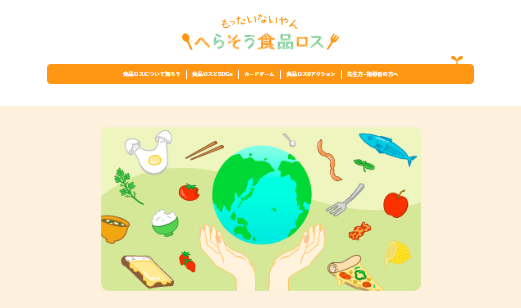 もったいないやん
へらそう食品ロス
食品ロスについて知ろう
食品ロスとSDGs
カードゲーム
食品ロス0アクション
先生方・指導者の方へ